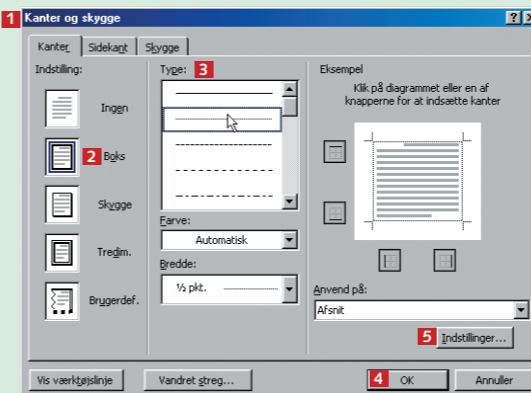 1 Kanter og skygge
Kanter Sidekant Skygge
Indstilling:
Ingen
2 Boks
Skygge
Tredim.
Brugerdef.
Type: 3
Farve:
Automatisk
Bredde:
½ pkt.
Eksempel
Klik på diagrammet eller en af
knapperne for at indsætte kanter
Anvend på:
Afsnit
5 Indstillinger...
Vis værktøjslinje Vandret streg... 4 OK Annuller